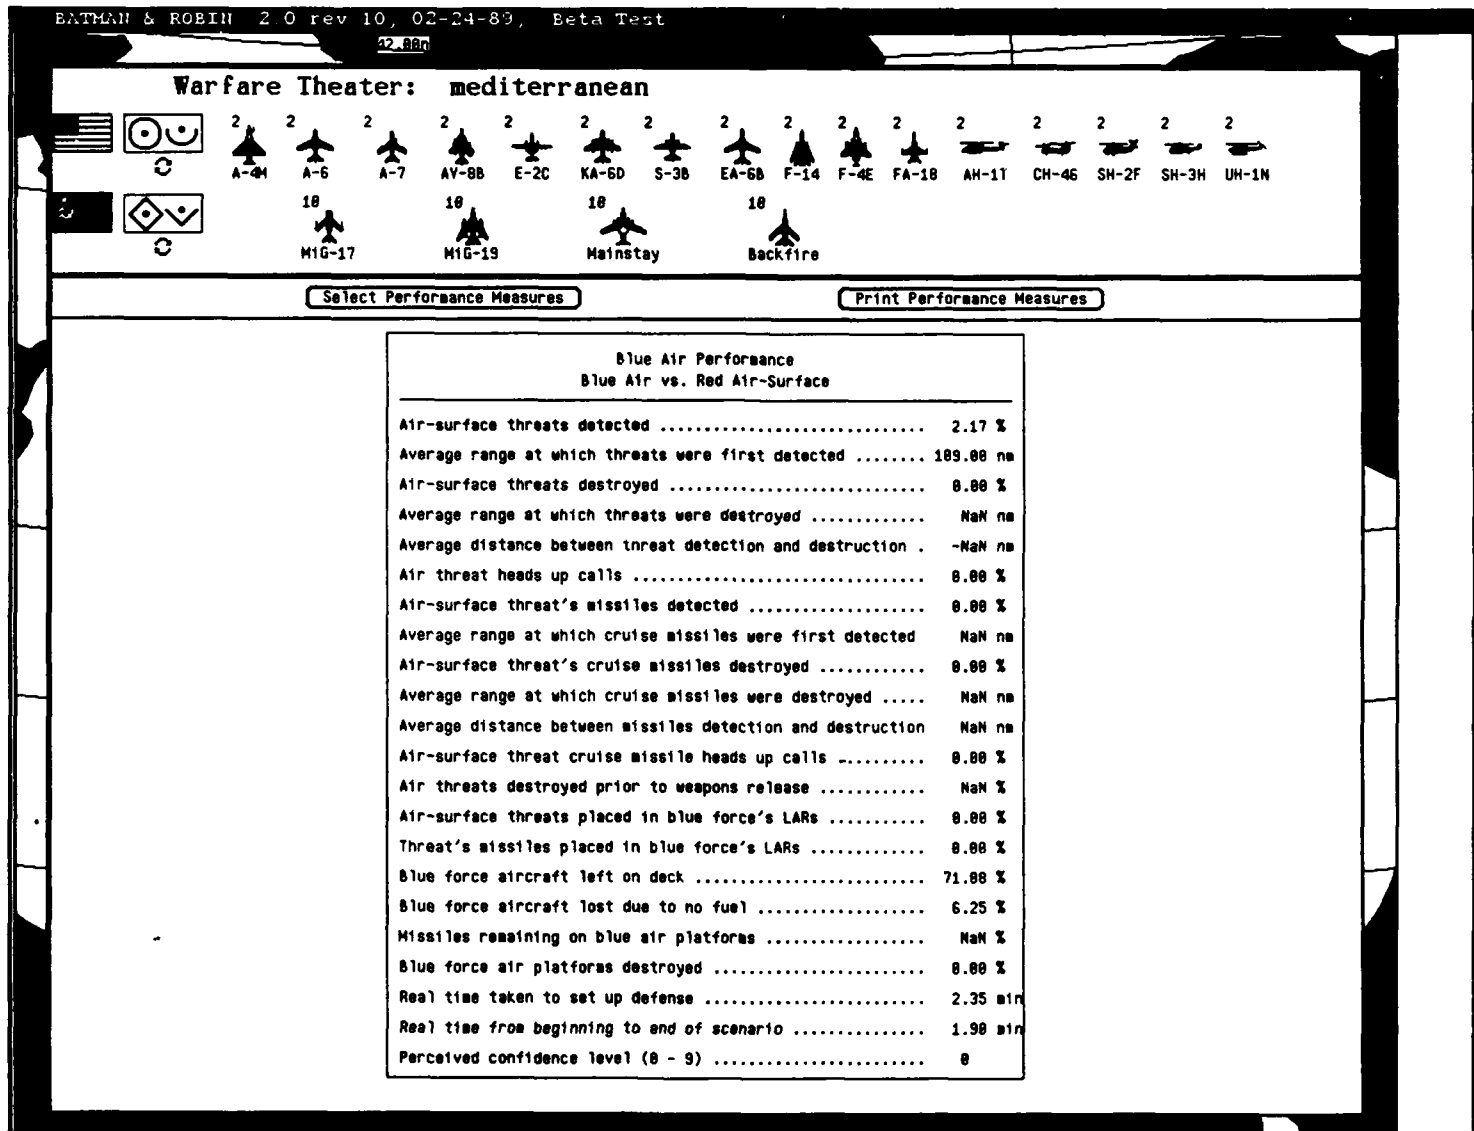 BATMAN & ROBIN 2.0 rev 10, 02-24-89, Beta Test
Warfare Theater: mediterranean
2 2 2 2 2 2 2 2 2 2 2 2 2 2 2 2
A-4M A-6 A-7 AV-8B E-2C KA-6D S-3B EA-6B F-14 F-4E FA-18 AH-1T CH-46 SH-2F SH-3H UH-1N
10 10 10 10
MiG-17 MiG-19 Mainstay Backfire
Select Performance Measures Print Performance Measures
Blue Air Performance
Blue Air vs. Red Air-Surface
Air-surface threats detected ............................. 2.17 %
Average range at which threats were first detected ........ 109.00 nm
Air-surface threats destroyed ............................ 0.00 %
Average range at which threats were destroyed ............. NaN nm
Average distance between threat detection and destruction . -NaN nm
Air threat heads up calls ................................ 0.00 %
Air-surface threat's missiles detected .................... 0.00 %
Average range at which cruise missiles were first detected NaN nm
Air-surface threat's cruise missiles destroyed ............ 0.00 %
Average range at which cruise missiles were destroyed ..... NaN nm
Average distance between missiles detection and destruction NaN nm
Air-surface threat cruise missile heads up calls .......... 0.00 %
Air threats destroyed prior to weapons release ............ NaN %
Air-surface threats placed in blue force's LARs ........... 0.00 %
Threat's missiles placed in blue force's LARs ............. 0.00 %
Blue force aircraft left on deck ......................... 71.88 %
Blue force aircraft lost due to no fuel ................... 6.25 %
Missiles remaining on blue air platforms .................. NaN %
Blue force air platforms destroyed ....................... 0.00 %
Real time taken to set up defense ........................ 2.35 min
Real time from beginning to end of scenario ............... 1.90 min
Perceived confidence level (0 - 9) ....................... 0